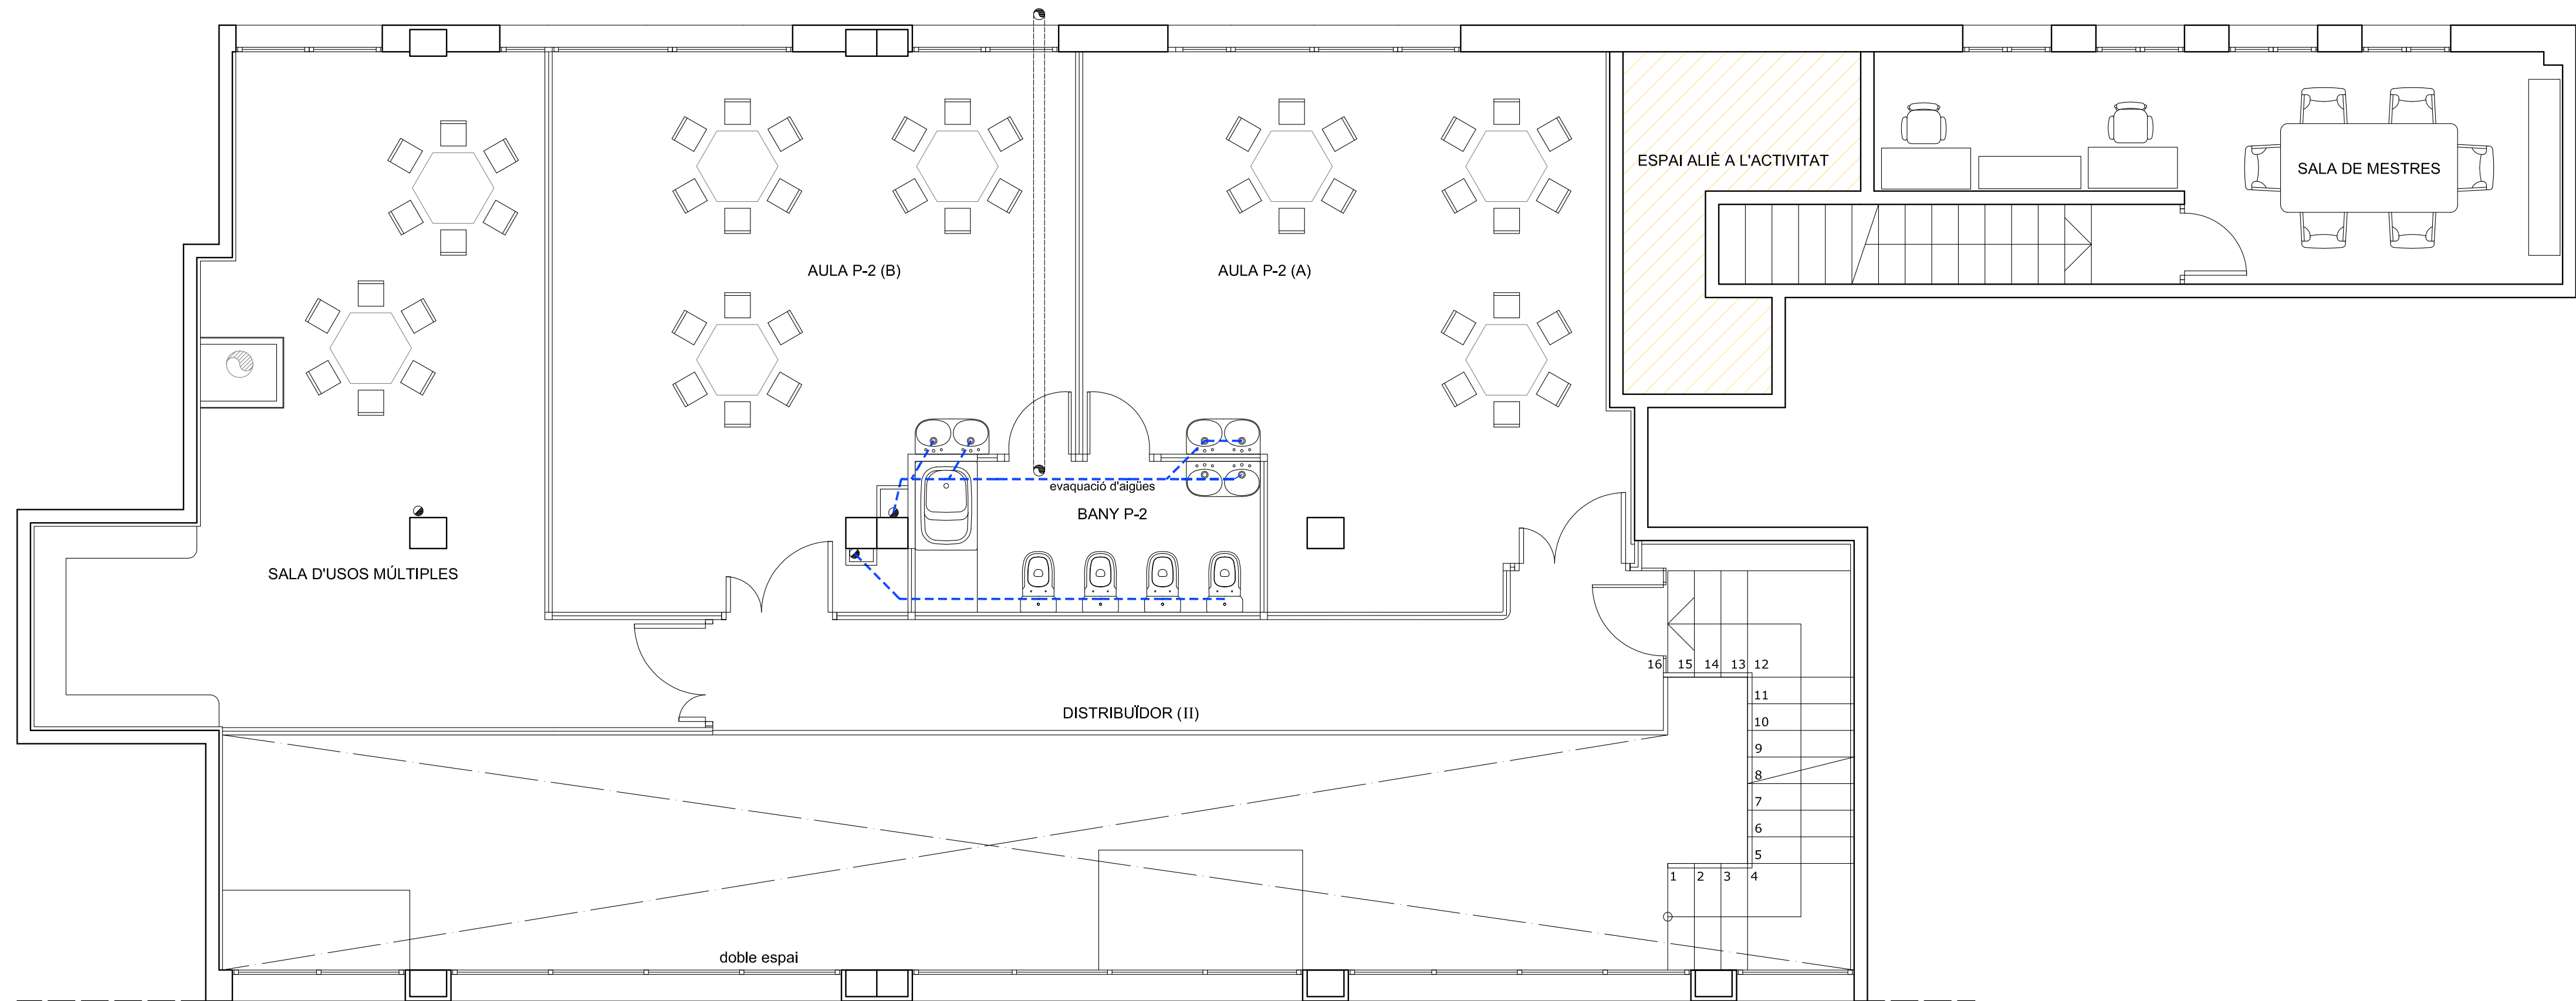 ESPAI ALIÈ A L'ACTIVITAT
SALA DE MESTRES
AULA P-2 (B)
AULA P-2 (A)
evaquació d'aigües
BANY P-2
SALA D'USOS MÚLTIPLES
16 15 14 13 12
11
10
9
8
7
6
5
1 2 3 4
DISTRIBUÏDOR (II)
doble espai